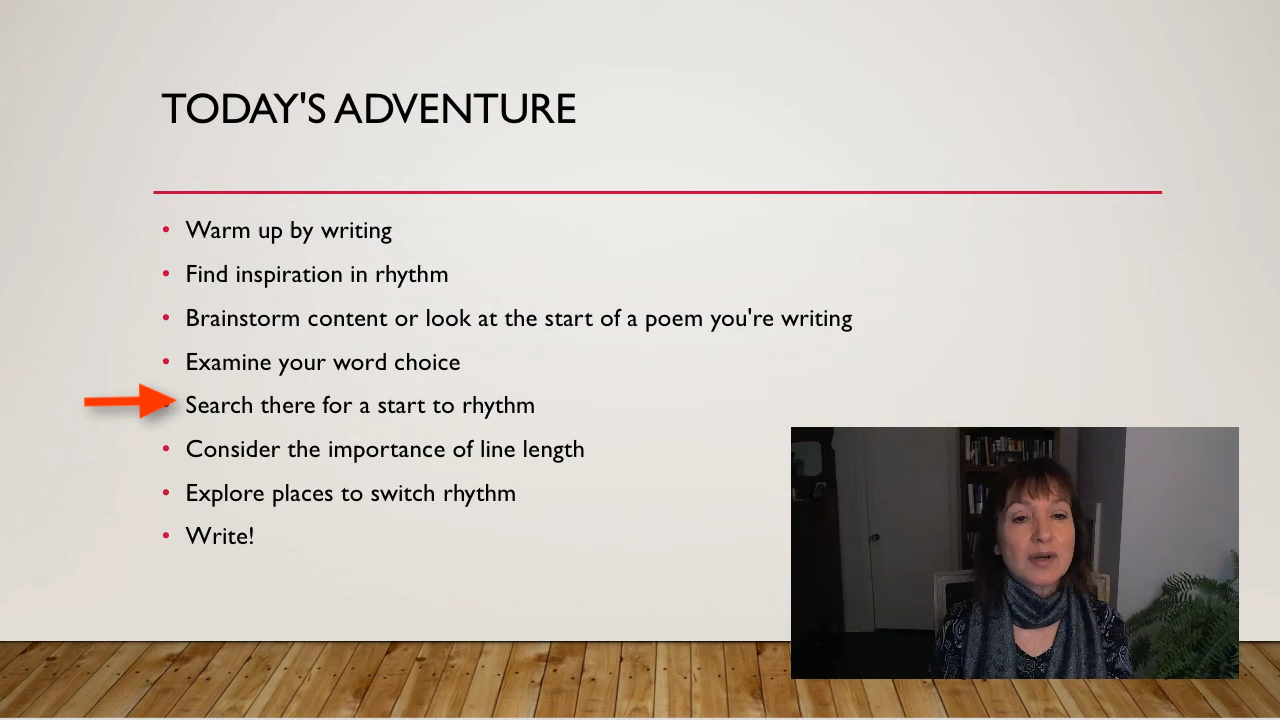 TODAY'S ADVENTURE
Warm up by writing
Find inspiration in rhythm
Brainstorm content or look at the start of a poem you're writing
Examine your word choice
Search there for a start to rhythm
Consider the importance of line length
Explore places to switch rhythm
Write!